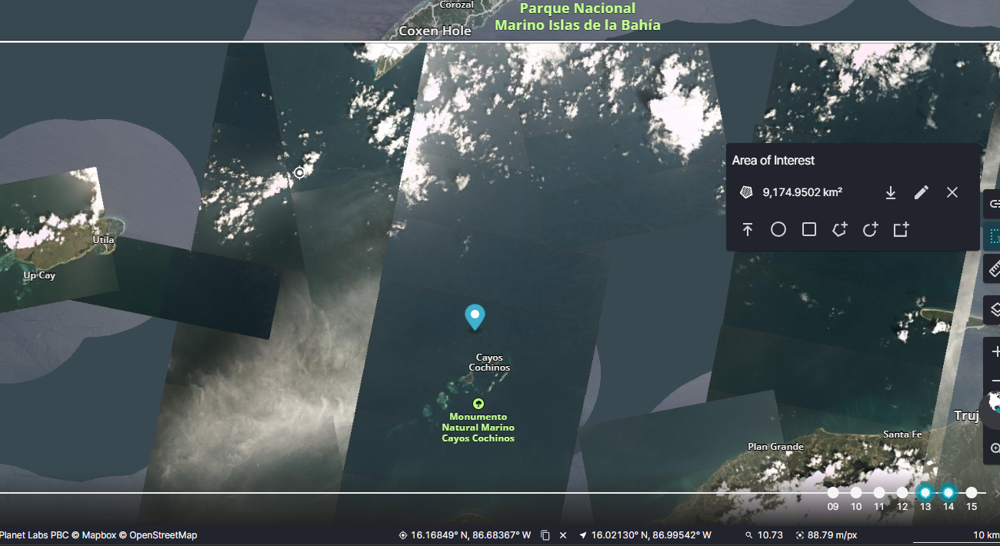 Corozal
Parque Nacional
Marino Islas de la Bahía
Coxen Hole
Area of Interest
9,174.9502 km²
Utila
Up Cay
Cayos
Cochinos
Monumento
Natural Marino
Cayos Cochinos
Truj
Santa Fe
Plan Grande
09 10 11 12 13 14 15
Planet Labs PBC © Mapbox © OpenStreetMap
16.16849° N, 86.68367° W
16.02130° N, 86.99542° W
10.73
88.79 m/px
10 km